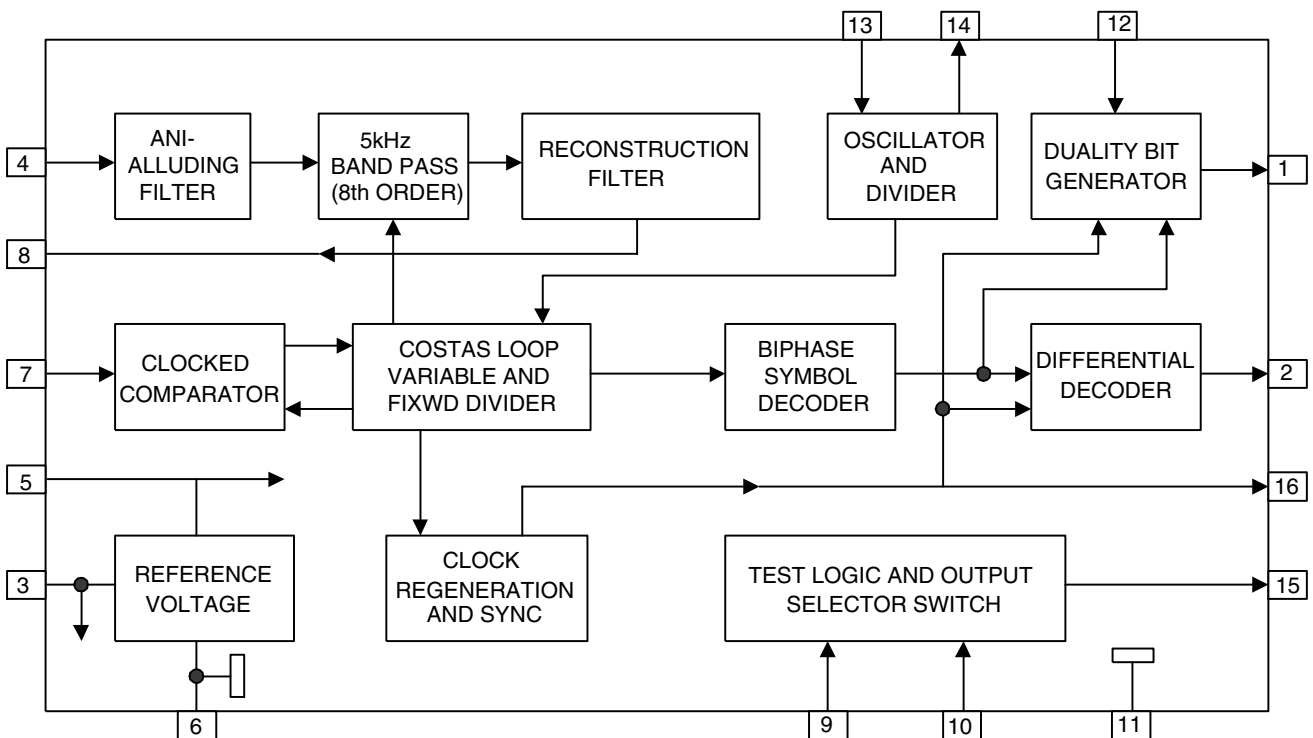 13
14
12
4
ANI-
ALLUDING
FILTER
5kHz
BAND PASS
(8th ORDER)
RECONSTRUCTION
FILTER
OSCILLATOR
AND
DIVIDER
DUALITY BIT
GENERATOR
1
8
7
CLOCKED
COMPARATOR
COSTAS LOOP
VARIABLE AND
FIXWD DIVIDER
BIPHASE
SYMBOL
DECODER
DIFFERENTIAL
DECODER
2
5
16
3
REFERENCE
VOLTAGE
CLOCK
REGENERATION
AND SYNC
TEST LOGIC AND OUTPUT
SELECTOR SWITCH
15
6
9
10
11